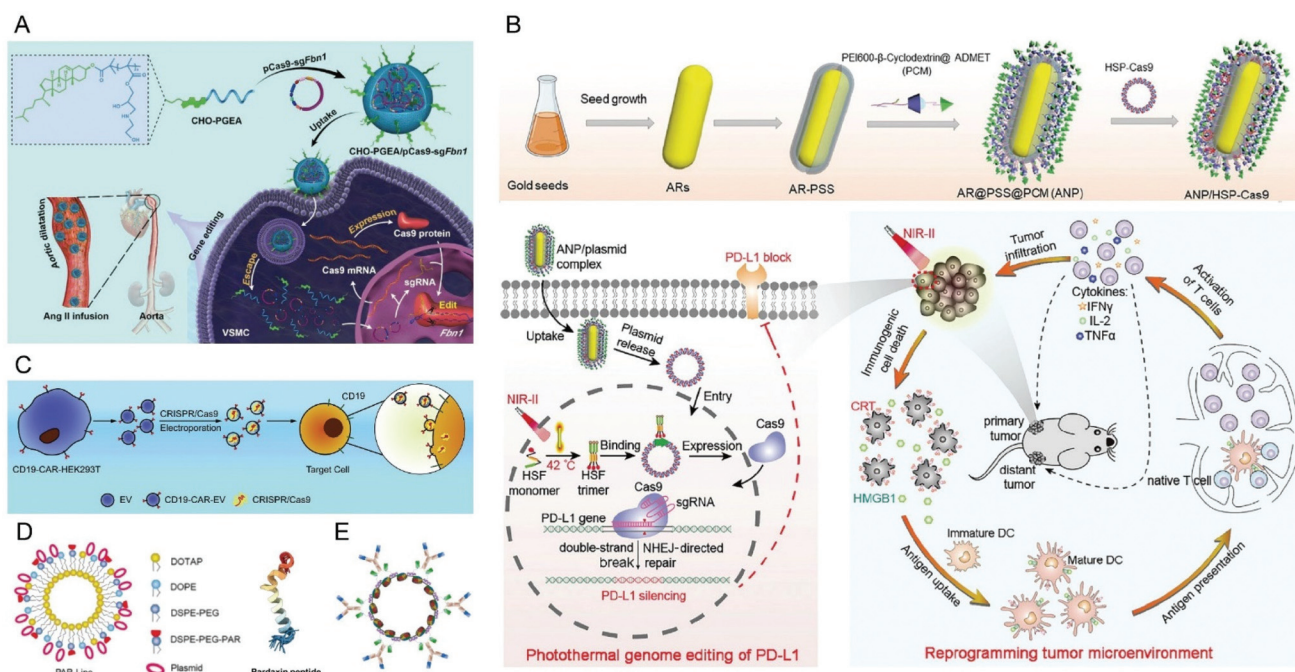 A
pCas9-sgFbn1
CHO-PGEA
Uptake
CHO-PGEA/pCas9-sgFbn1
Aortic dilatation
Ang II infusion
Aorta
Gene editing
Expression
Cas9 protein
Cas9 mRNA
sgRNA
Escape
VSMC
Edit
Fbn1
B
Gold seeds
Seed growth
ARs
AR-PSS
PEI600-β-Cyclodextrin@ ADMET
(PCM)
AR@PSS@PCM (ANP)
HSP-Cas9
ANP/HSP-Cas9
ANP/plasmid
complex
PD-L1 block
Uptake
Plasmid
release
Entry
NIR-II
42 °C
HSF
monomer
HSF
trimer
Binding
Expression
Cas9
Cas9
sgRNA
PD-L1 gene
double-strand
break
NHEJ-directed
repair
PD-L1 silencing
Photothermal genome editing of PD-L1
NIR-II
Tumor
infiltration
Cytokines:
IFNγ
IL-2
TNFα
Activation
of T cells
Immunogenic
cell death
CRT
HMGB1
primary
tumor
distant
tumor
native T cell
Immature DC
Mature DC
Antigen uptake
Antigen presentation
Reprogramming tumor microenvironment
C
CD19-CAR-HEK293T
CRISPR/Cas9
Electroporation
CD19
Target Cell
EV
CD19-CAR-EV
CRISPR/Cas9
D
DOTAP
DOPE
DSPE-PEG
DSPE-PEG-PAR
Plasmid
Pardaxin peptide
E